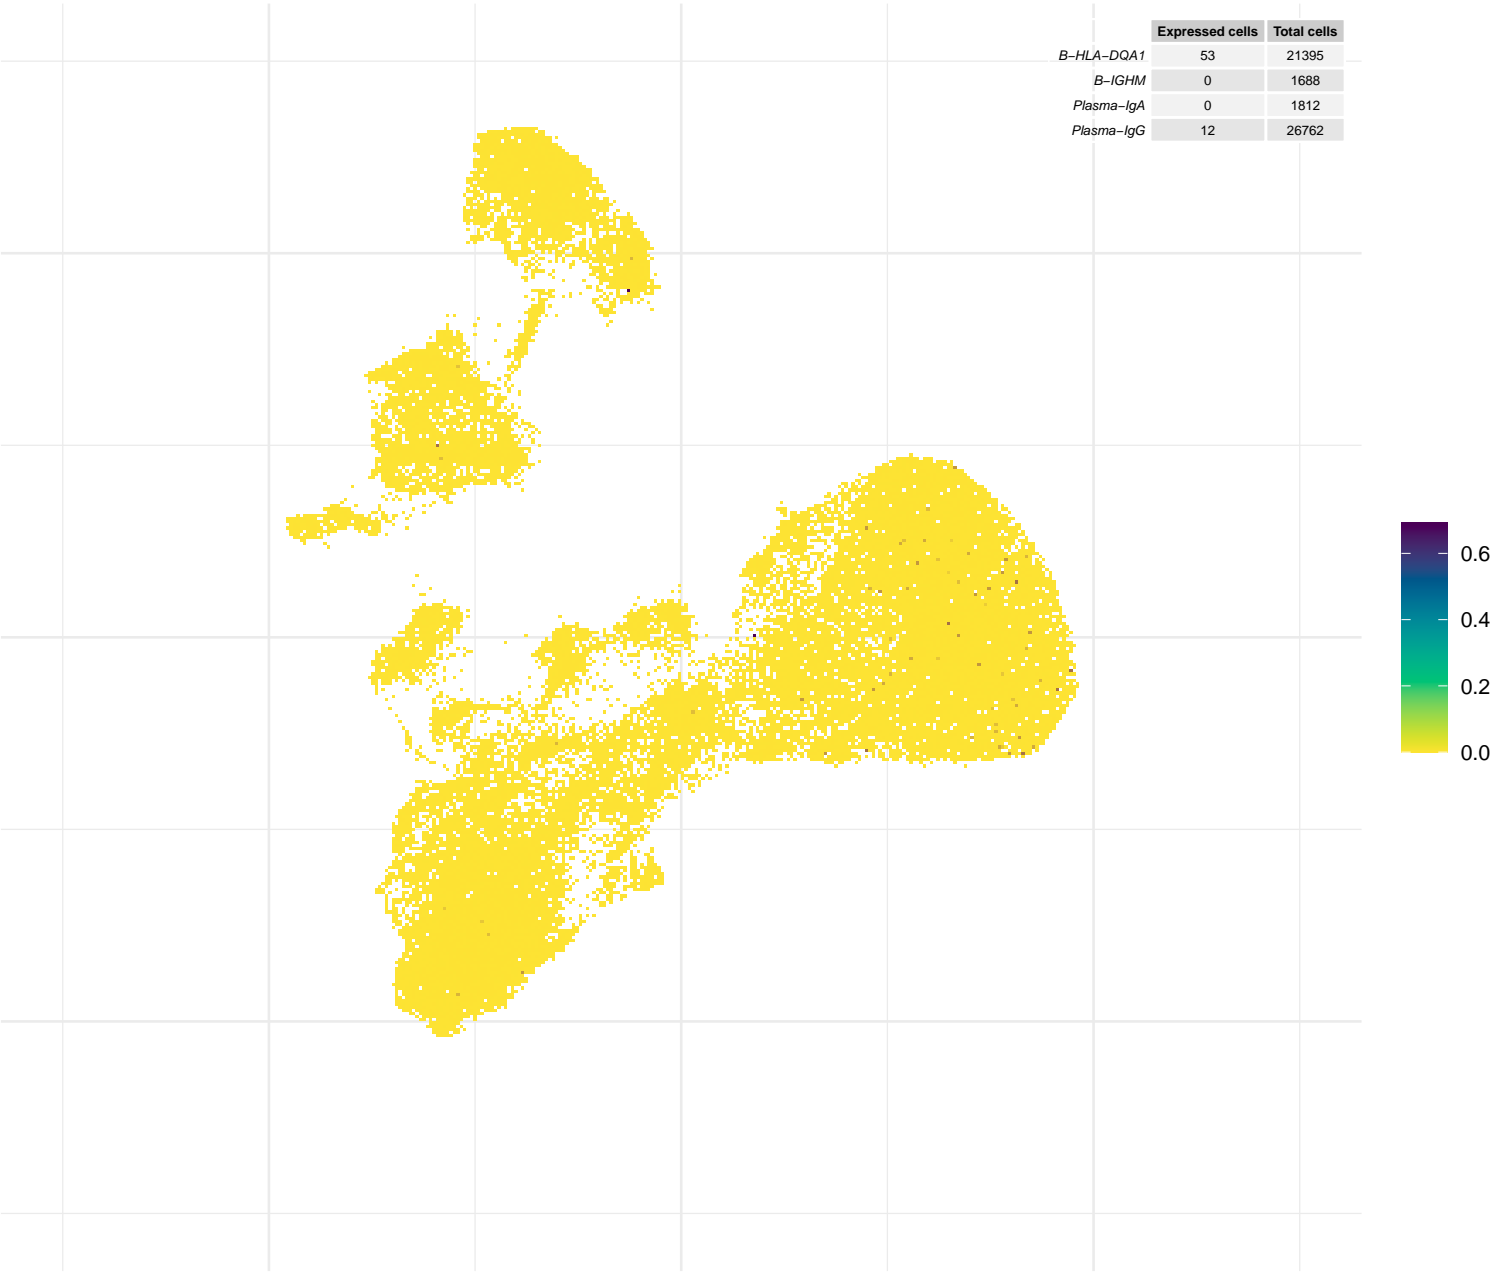 Expressed cells Total cells
B−HLA−DQA1 53 21395
B−IGHM 0 1688
Plasma−IgA 0 1812
Plasma−IgG 12 26762
0.6
0.4
0.2
0.0